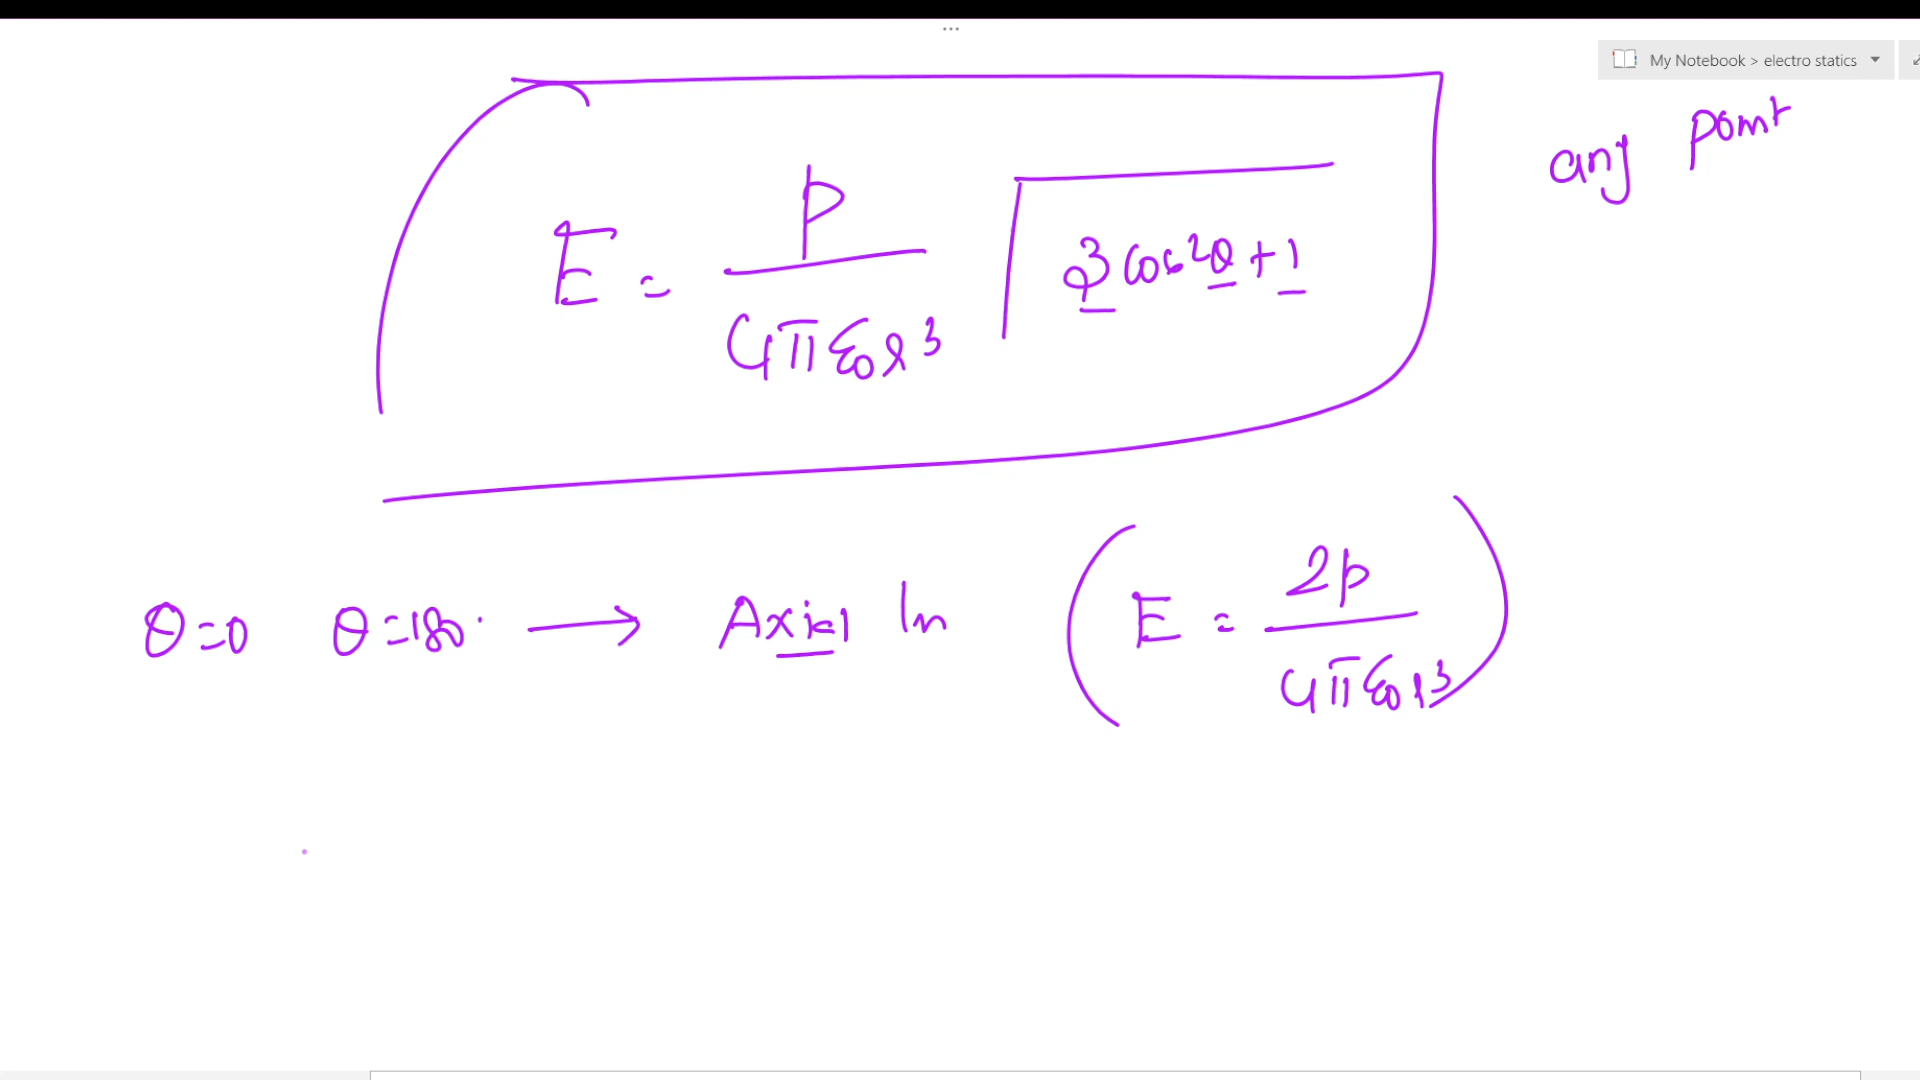 ...
My Notebook > electro statics
any point
E = p / 4πε₀r³ √ 3cos²θ + 1
θ=0 θ=180° → Axial ln (E = 2p / 4πε₀r³)